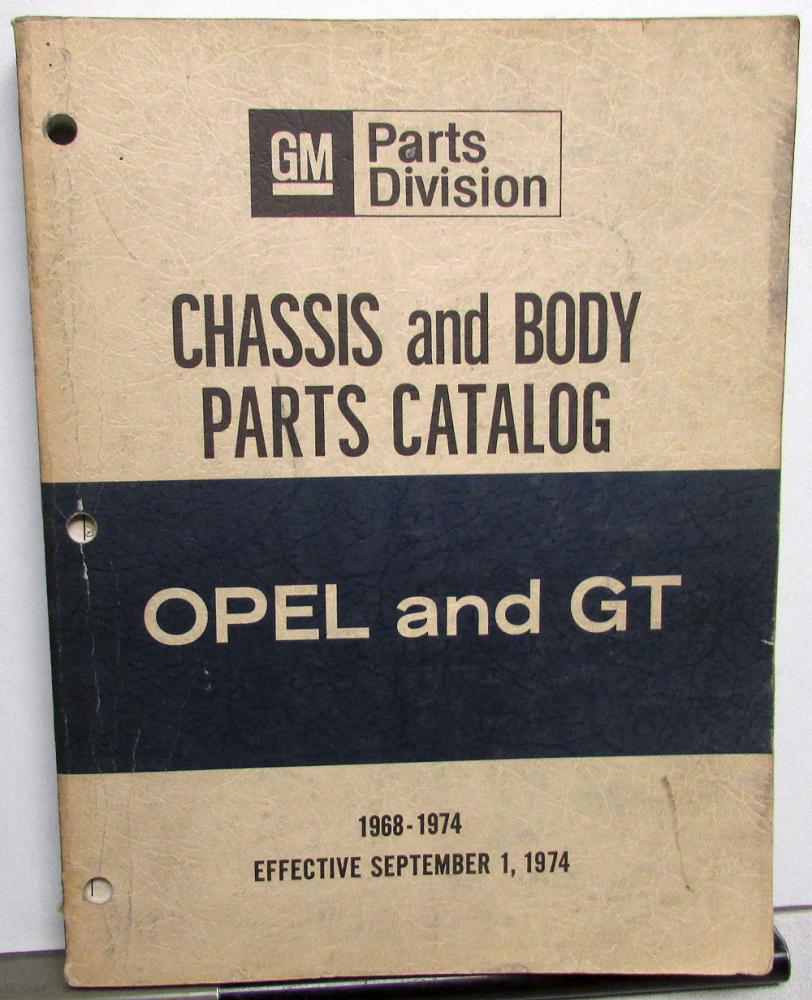 GM
Parts
Division
CHASSIS and BODY
PARTS CATALOG
OPEL and GT
1968-1974
EFFECTIVE SEPTEMBER 1, 1974